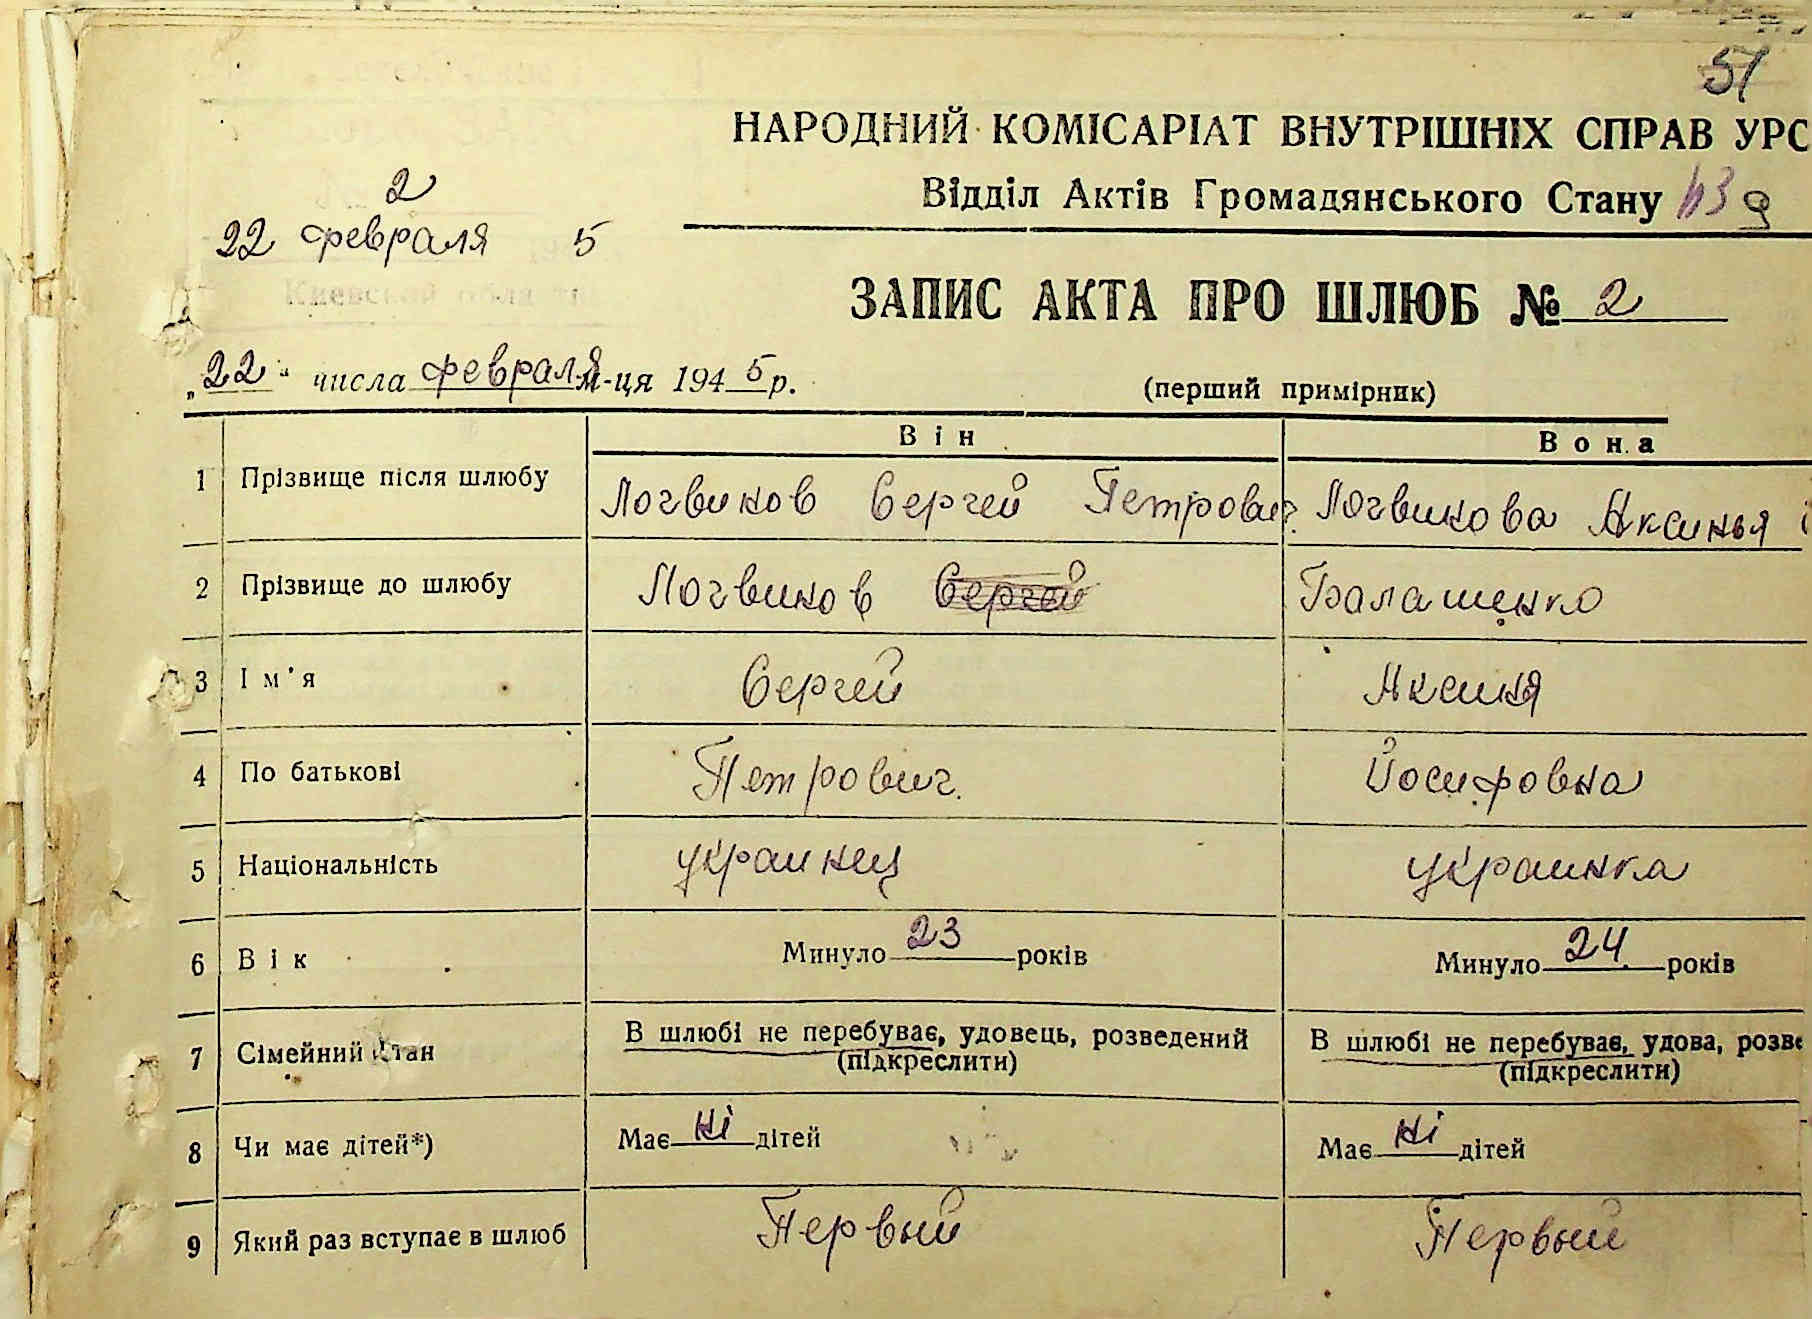 51
НАРОДНИЙ КОМІСАРІАТ ВНУТРІШНІХ СПРАВ УРС
Відділ Актів Громадянського Стану
2
22 февраля 5
ЗАПИС АКТА ПРО ШЛЮБ № 2
„22“ числа февраля м-ця 1945 р.
(перший примірник)
Він Вона
1 Прізвище після шлюбу Логвинов Сергей Петрович. Логвинова Аксинья
2 Прізвище до шлюбу Логвинов Сергей Балашенко
3 Ім'я Сергей Аксиня
4 По батькові Петрович. Йосифовна
5 Національність украинец украинка
6 Вік Минуло 23 років Минуло 24 років
7 Сімейний стан В шлюбі не перебуває, удовець, розведений В шлюбі не перебуває, удова, розве
(підкреслити) (підкреслити)
8 Чи має дітей*) Має ні дітей Має ні дітей
9 Який раз вступає в шлюб Первый Первый